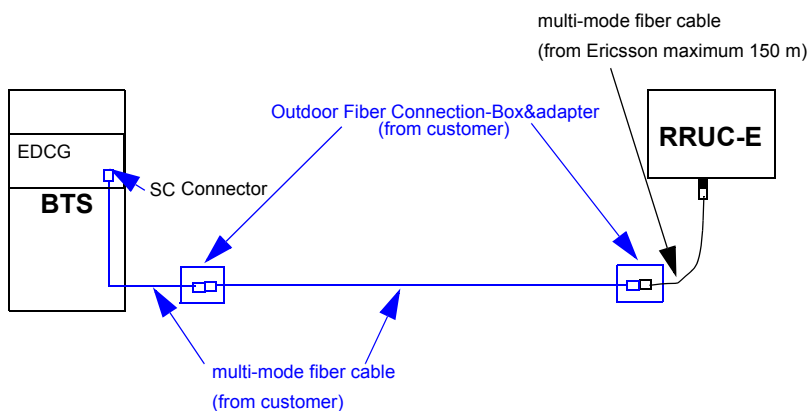 multi-mode fiber cable
(from Ericsson maximum 150 m)
Outdoor Fiber Connection-Box&adapter
(from customer)
RRUC-E
EDCG
SC Connector
BTS
multi-mode fiber cable
(from customer)